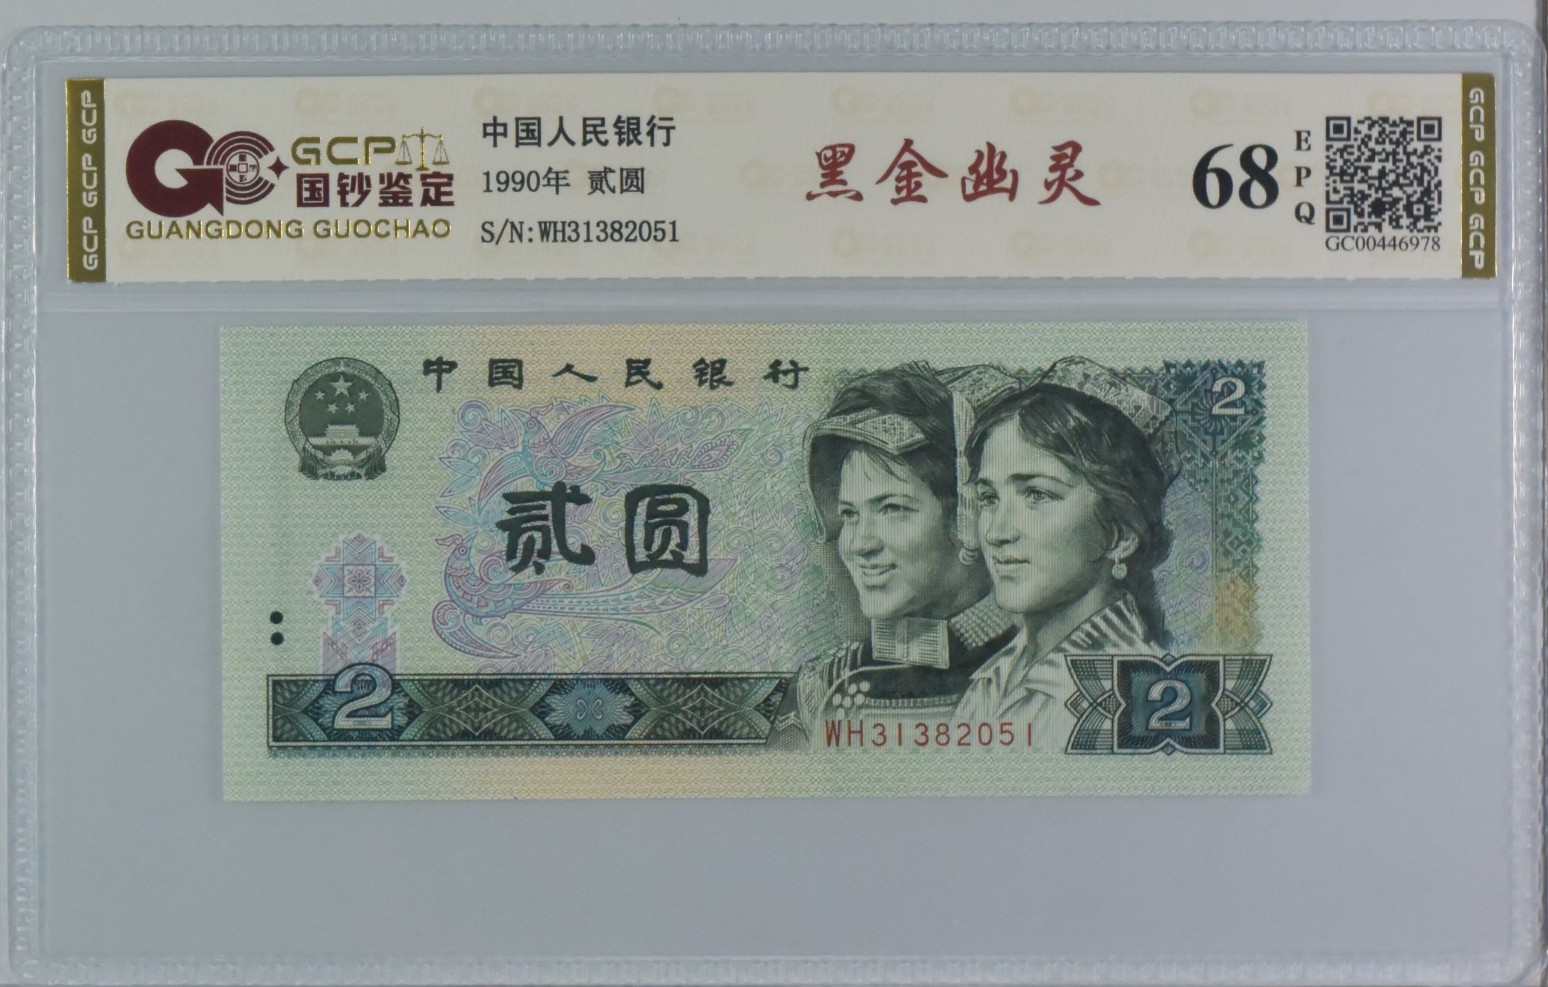 GCP GCP GCP
GCP
国钞鉴定
GUANGDONG GUOCHAO
中国人民银行
1990年 贰圆
S/N:WH31382051
黑金幽灵
68
EPQ
GC00446978
GCP GCP GCP
中国人民银行
2
贰圆
2
WH31382051
2